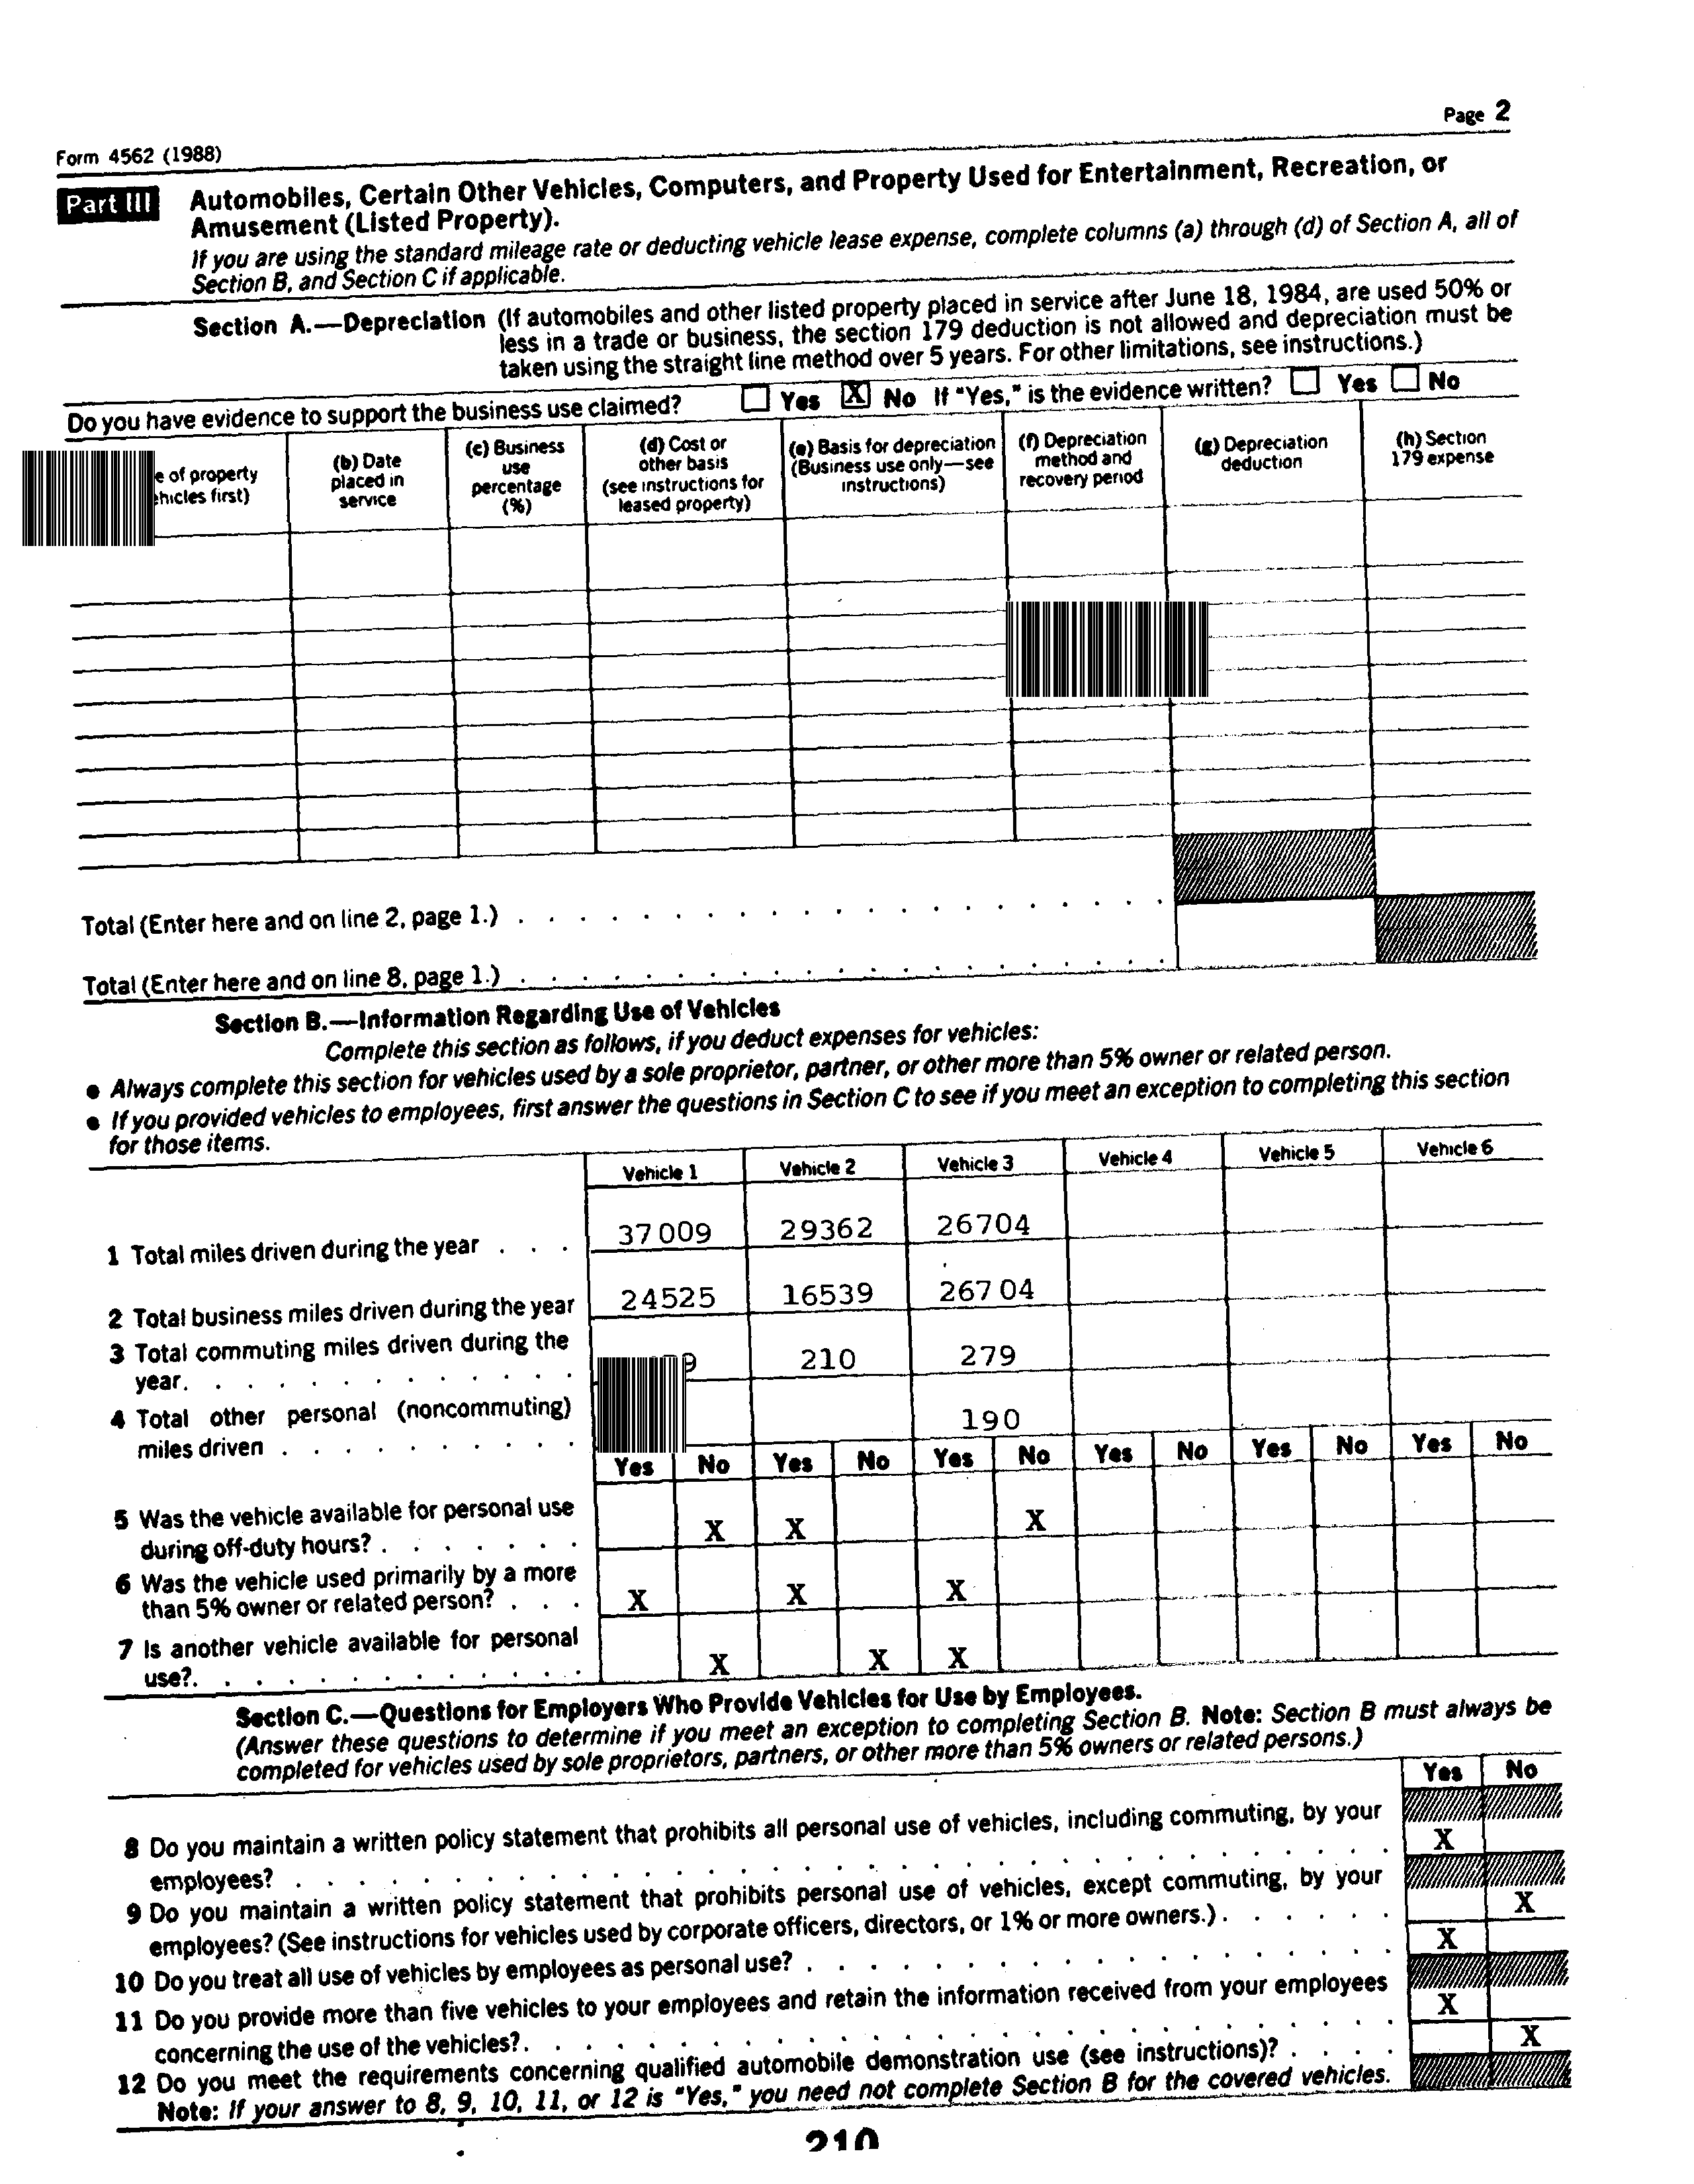 Page 2
Form 4562 (1988)
Part III Automobiles, Certain Other Vehicles, Computers, and Property Used for Entertainment, Recreation, or
Amusement (Listed Property).
If you are using the standard mileage rate or deducting vehicle lease expense, complete columns (a) through (d) of Section A, all of
Section B, and Section C if applicable.
Section A.—Depreciation (If automobiles and other listed property placed in service after June 18, 1984, are used 50% or
less in a trade or business, the section 179 deduction is not allowed and depreciation must be
taken using the straight line method over 5 years. For other limitations, see instructions.)
Do you have evidence to support the business use claimed? Yes X No If "Yes," is the evidence written? Yes No
e of property
hicles first)
(b) Date
placed in
service
(c) Business
use
percentage
(%)
(d) Cost or
other basis
(see instructions for
leased property)
(e) Basis for depreciation
(Business use only—see
instructions)
(f) Depreciation
method and
recovery period
(g) Depreciation
deduction
(h) Section
179 expense
Total (Enter here and on line 2, page 1.)
Total (Enter here and on line 8, page 1.)
Section B.—Information Regarding Use of Vehicles
Complete this section as follows, if you deduct expenses for vehicles:
● Always complete this section for vehicles used by a sole proprietor, partner, or other more than 5% owner or related person.
● If you provided vehicles to employees, first answer the questions in Section C to see if you meet an exception to completing this section
for those items.
Vehicle 1 Vehicle 2 Vehicle 3 Vehicle 4 Vehicle 5 Vehicle 6
1 Total miles driven during the year . . . 37009 29362 26704
2 Total business miles driven during the year 24525 16539 26704
3 Total commuting miles driven during the
year. 9 210 279
4 Total other personal (noncommuting)
miles driven 190
Yes No Yes No Yes No Yes No Yes No Yes No
5 Was the vehicle available for personal use
during off-duty hours? X X X
6 Was the vehicle used primarily by a more
than 5% owner or related person? . . . X X X
7 Is another vehicle available for personal
use?. X X X
Section C.—Questions for Employers Who Provide Vehicles for Use by Employees.
(Answer these questions to determine if you meet an exception to completing Section B. Note: Section B must always be
completed for vehicles used by sole proprietors, partners, or other more than 5% owners or related persons.)
Yes No
8 Do you maintain a written policy statement that prohibits all personal use of vehicles, including commuting, by your
employees? X
9 Do you maintain a written policy statement that prohibits personal use of vehicles, except commuting, by your
employees? (See instructions for vehicles used by corporate officers, directors, or 1% or more owners.) X
10 Do you treat all use of vehicles by employees as personal use? X
11 Do you provide more than five vehicles to your employees and retain the information received from your employees
concerning the use of the vehicles? X
12 Do you meet the requirements concerning qualified automobile demonstration use (see instructions)? X
Note: If your answer to 8, 9, 10, 11, or 12 is "Yes," you need not complete Section B for the covered vehicles.
210